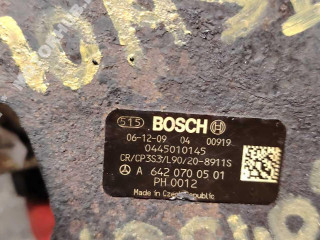 515 BOSCH
06-12-09 04 00919
0445010145
CR/CP3S3/L90/20-8911S
A 642 070 05 01
PH 0012
Made in Czech Republic